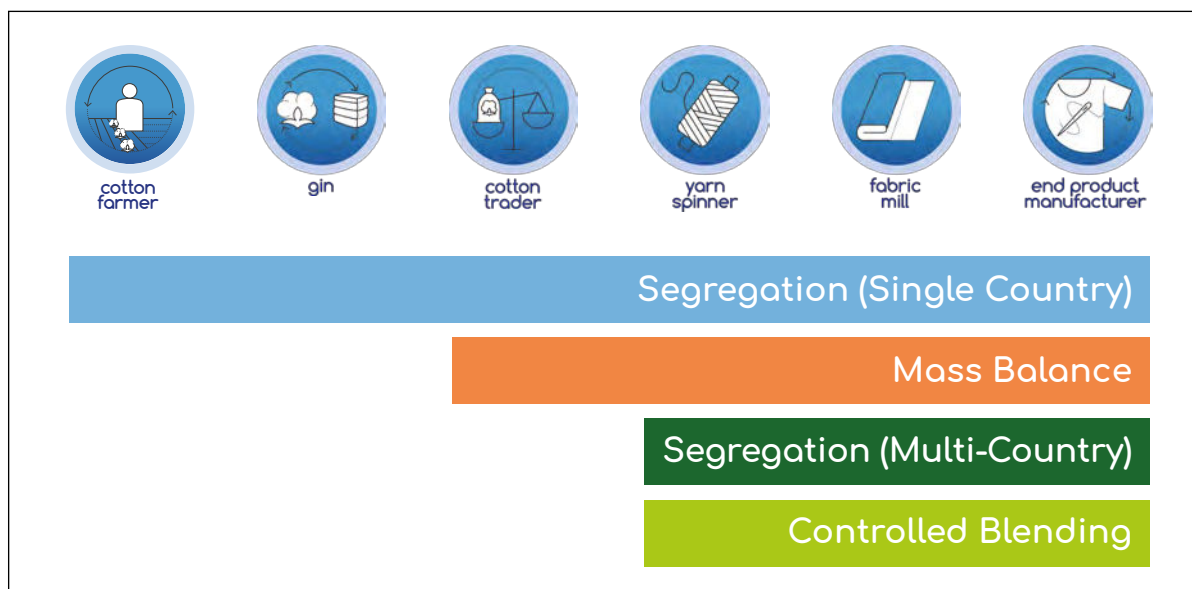 cotton
farmer
gin
cotton
trader
yarn
spinner
fabric
mill
end product
manufacturer
Segregation (Single Country)
Mass Balance
Segregation (Multi-Country)
Controlled Blending